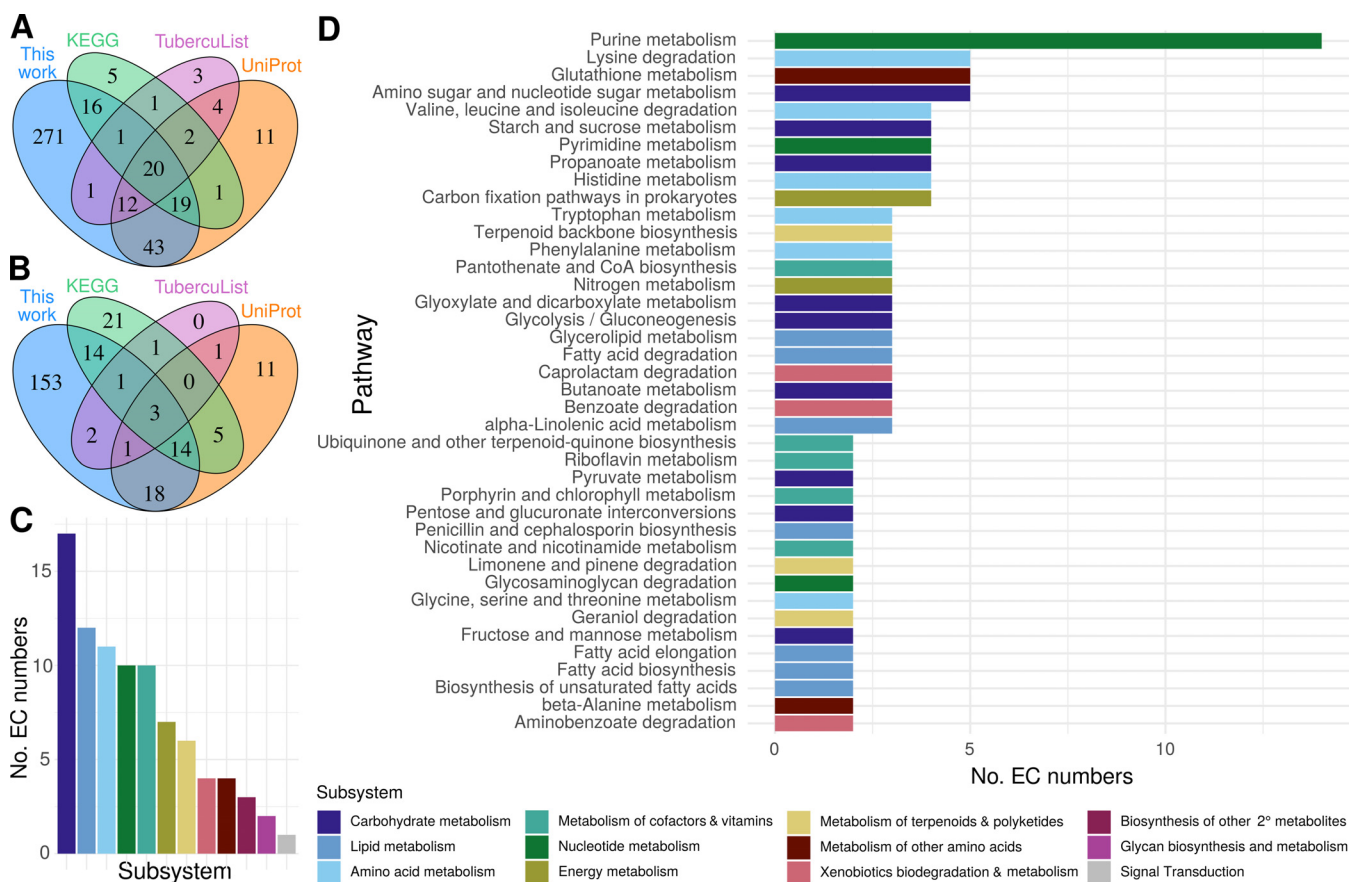 A
KEGG
TubercuList
This
work
UniProt
5
3
16
1
4
271
1
2
11
20
1
1
12
19
43
B
KEGG
TubercuList
This
work
UniProt
21
0
14
1
1
153
1
0
11
3
2
5
1
14
18
C
No. EC numbers
15
10
5
0
Subsystem
D
Pathway
Purine metabolism
Lysine degradation
Glutathione metabolism
Amino sugar and nucleotide sugar metabolism
Valine, leucine and isoleucine degradation
Starch and sucrose metabolism
Pyrimidine metabolism
Propanoate metabolism
Histidine metabolism
Carbon fixation pathways in prokaryotes
Tryptophan metabolism
Terpenoid backbone biosynthesis
Phenylalanine metabolism
Pantothenate and CoA biosynthesis
Nitrogen metabolism
Glyoxylate and dicarboxylate metabolism
Glycolysis / Gluconeogenesis
Glycerolipid metabolism
Fatty acid degradation
Caprolactam degradation
Butanoate metabolism
Benzoate degradation
alpha-Linolenic acid metabolism
Ubiquinone and other terpenoid-quinone biosynthesis
Riboflavin metabolism
Pyruvate metabolism
Porphyrin and chlorophyll metabolism
Pentose and glucuronate interconversions
Penicillin and cephalosporin biosynthesis
Nicotinate and nicotinamide metabolism
Limonene and pinene degradation
Glycosaminoglycan degradation
Glycine, serine and threonine metabolism
Geraniol degradation
Fructose and mannose metabolism
Fatty acid elongation
Fatty acid biosynthesis
Biosynthesis of unsaturated fatty acids
beta-Alanine metabolism
Aminobenzoate degradation
0 5 10
No. EC numbers
Subsystem
Carbohydrate metabolism
Lipid metabolism
Amino acid metabolism
Metabolism of cofactors & vitamins
Nucleotide metabolism
Energy metabolism
Metabolism of terpenoids & polyketides
Metabolism of other amino acids
Xenobiotics biodegradation & metabolism
Biosynthesis of other 2° metabolites
Glycan biosynthesis and metabolism
Signal Transduction